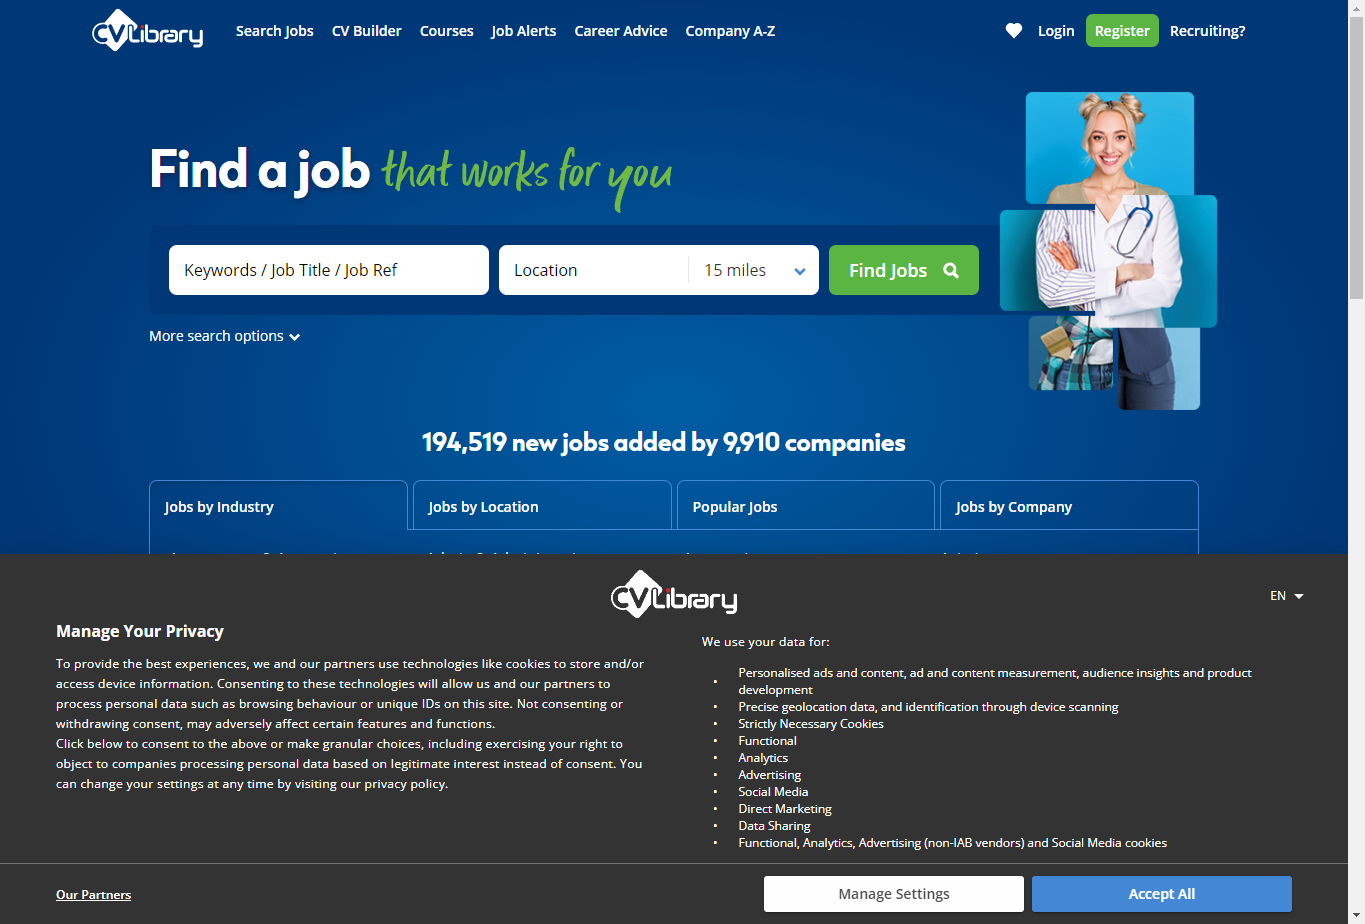 CVLibrary
Search Jobs
CV Builder
Courses
Job Alerts
Career Advice
Company A-Z
Login
Register
Recruiting?
Find a job that works for you
Keywords / Job Title / Job Ref
Location
15 miles
Find Jobs
More search options
194,519 new jobs added by 9,910 companies
Jobs by Industry
Jobs by Location
Popular Jobs
Jobs by Company
CVLibrary
EN
Manage Your Privacy
To provide the best experiences, we and our partners use technologies like cookies to store and/or
access device information. Consenting to these technologies will allow us and our partners to
process personal data such as browsing behaviour or unique IDs on this site. Not consenting or
withdrawing consent, may adversely affect certain features and functions.
Click below to consent to the above or make granular choices, including exercising your right to
object to companies processing personal data based on legitimate interest instead of consent. You
can change your settings at any time by visiting our privacy policy.
We use your data for:
• Personalised ads and content, ad and content measurement, audience insights and product
development
• Precise geolocation data, and identification through device scanning
• Strictly Necessary Cookies
• Functional
• Analytics
• Advertising
• Social Media
• Direct Marketing
• Data Sharing
• Functional, Analytics, Advertising (non-IAB vendors) and Social Media cookies
Our Partners
Manage Settings
Accept All